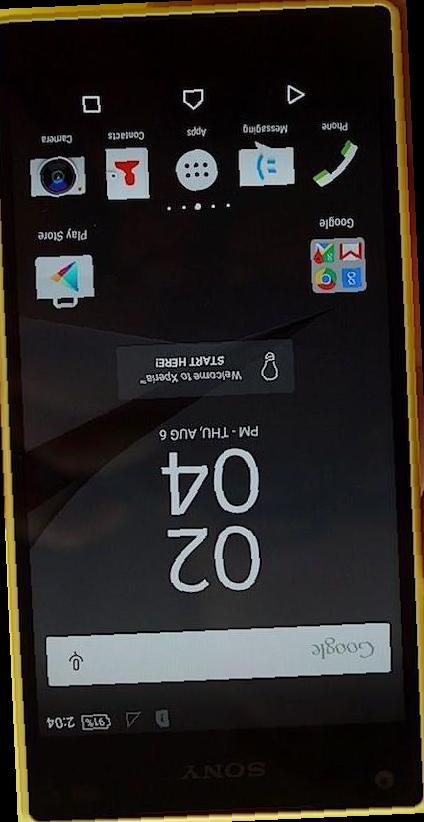 SONY
91% 2:04
Google
02
04
PM - THU, AUG 6
Welcome to Xperia™
START HERE!
Google
Play Store
Phone
Messaging
Apps
Contacts
Camera